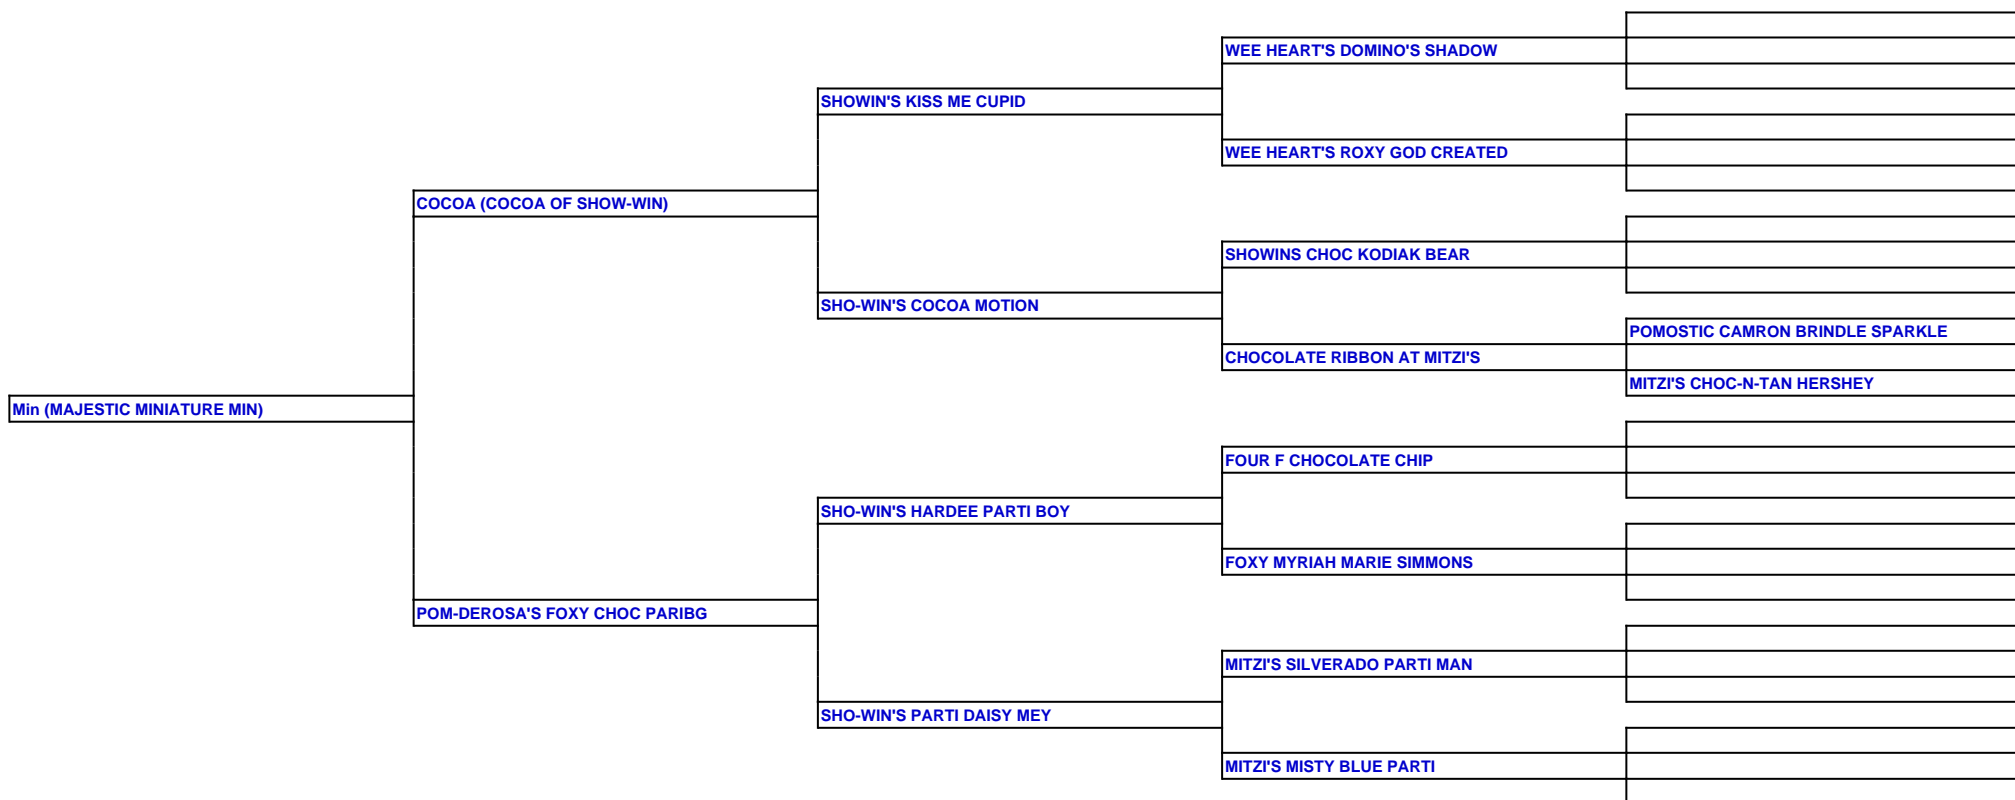 WEE HEART'S DOMINO'S SHADOW
SHOWIN'S KISS ME CUPID
WEE HEART'S ROXY GOD CREATED
COCOA (COCOA OF SHOW-WIN)
SHOWINS CHOC KODIAK BEAR
SHO-WIN'S COCOA MOTION
POMOSTIC CAMRON BRINDLE SPARKLE
CHOCOLATE RIBBON AT MITZI'S
MITZI'S CHOC-N-TAN HERSHEY
Min (MAJESTIC MINIATURE MIN)
FOUR F CHOCOLATE CHIP
SHO-WIN'S HARDEE PARTI BOY
FOXY MYRIAH MARIE SIMMONS
POM-DEROSA'S FOXY CHOC PARIBG
MITZI'S SILVERADO PARTI MAN
SHO-WIN'S PARTI DAISY MEY
MITZI'S MISTY BLUE PARTI